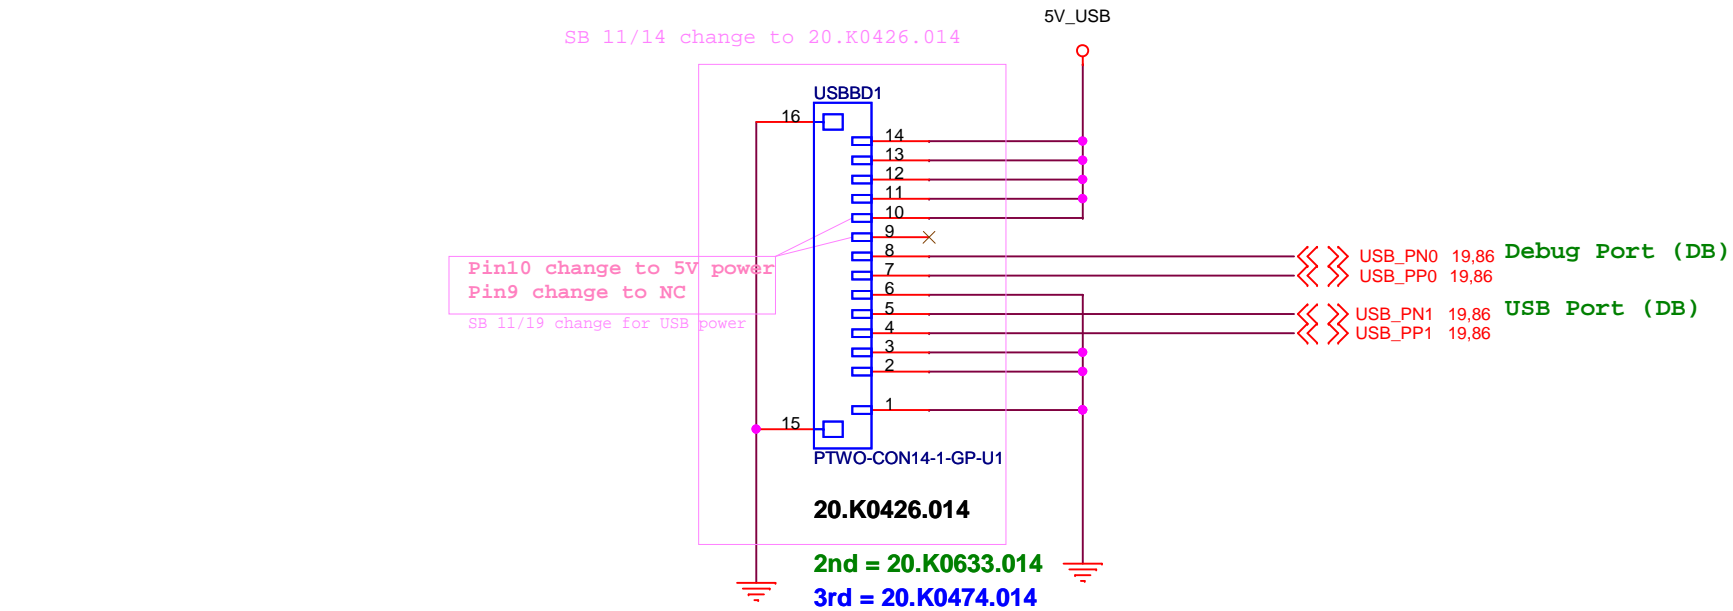 5V_USB
SB 11/14 change to 20.K0426.014
USBBD1
16
14
13
12
11
10
9
8
7
6
5
4
3
2
1
15
USB_PN0 19,86 Debug Port (DB)
USB_PP0 19,86
USB_PN1 19,86 USB Port (DB)
USB_PP1 19,86
Pin10 change to 5V power
Pin9 change to NC
SB 11/19 change for USB power
PTWO-CON14-1-GP-U1
20.K0426.014
2nd = 20.K0633.014
3rd = 20.K0474.014